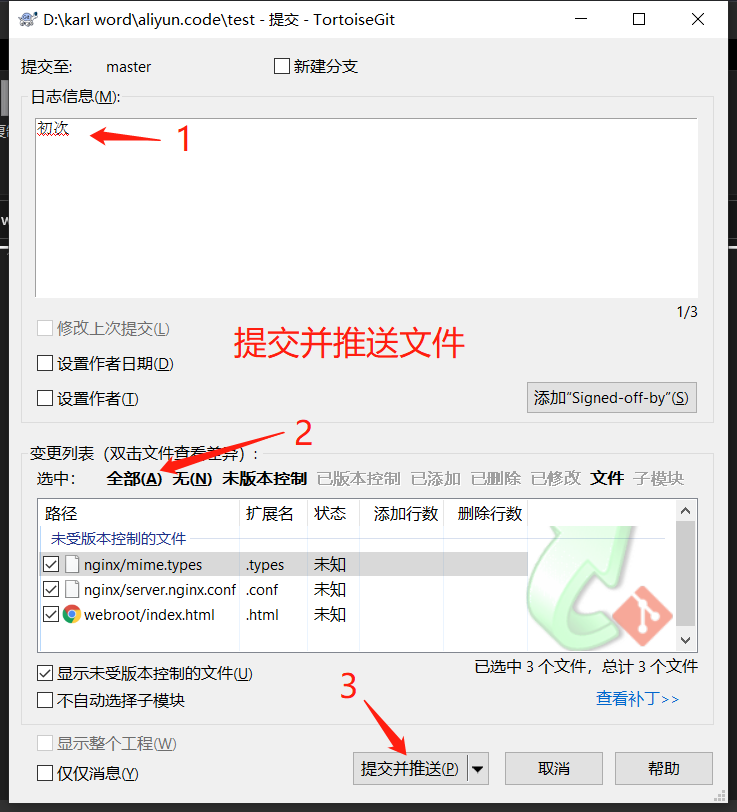 D:\karl word\aliyun.code\test - 提交 - TortoiseGit
提交至: master 新建分支
日志信息(M):
初次 1
1/3
修改上次提交(L)
提交并推送文件
设置作者日期(D)
设置作者(T) 添加“Signed-off-by”(S)
2
变更列表（双击文件查看差异）:
选中: 全部(A) 无(N) 未版本控制 已版本控制 已添加 已删除 已修改 文件 子模块
路径 扩展名 状态 添加行数 删除行数
未受版本控制的文件
nginx/mime.types .types 未知
nginx/server.nginx.conf .conf 未知
webroot/index.html .html 未知
显示未受版本控制的文件(U) 已选中 3 个文件，总计 3 个文件
不自动选择子模块 查看补丁>>
3
显示整个工程(W)
仅仅消息(Y) 提交并推送(P) 取消 帮助